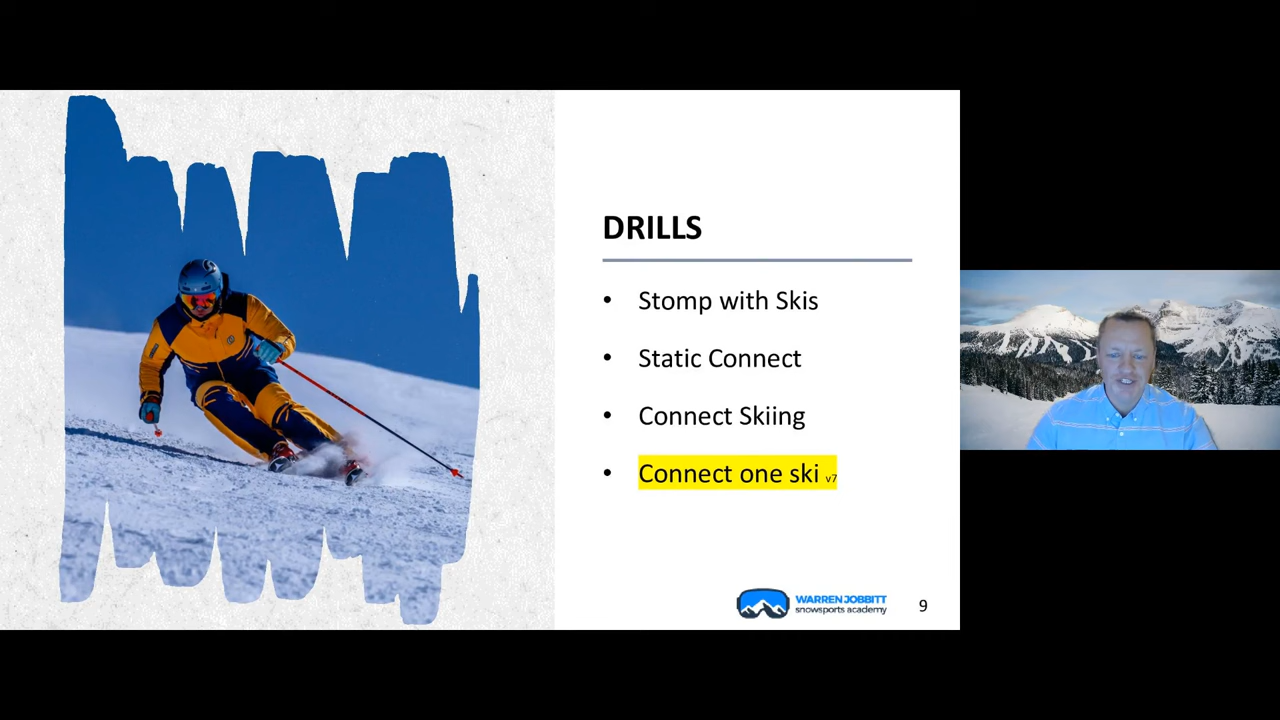 DRILLS
• Stomp with Skis
• Static Connect
• Connect Skiing
• Connect one ski v7
WARREN JOBBITT
snowsports academy
9